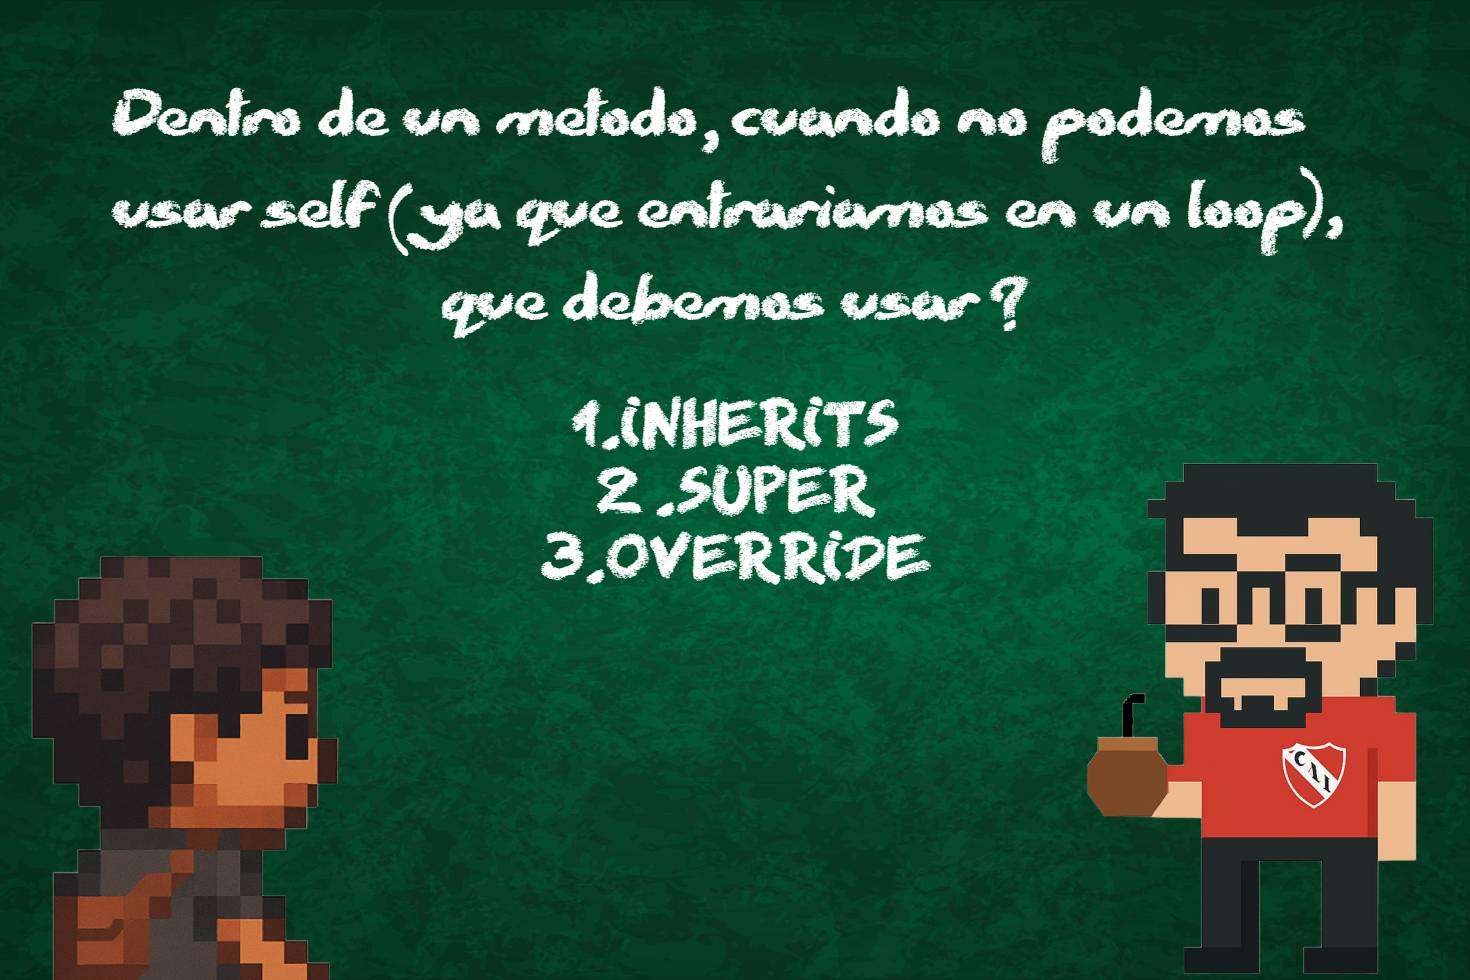 Dentro de un metodo, cuando no podemos
usar self (ya que entrariamos en un loop),
que debemos usar?
1.INHERITS
2 .SUPER
3.OVERRIDE
CAI